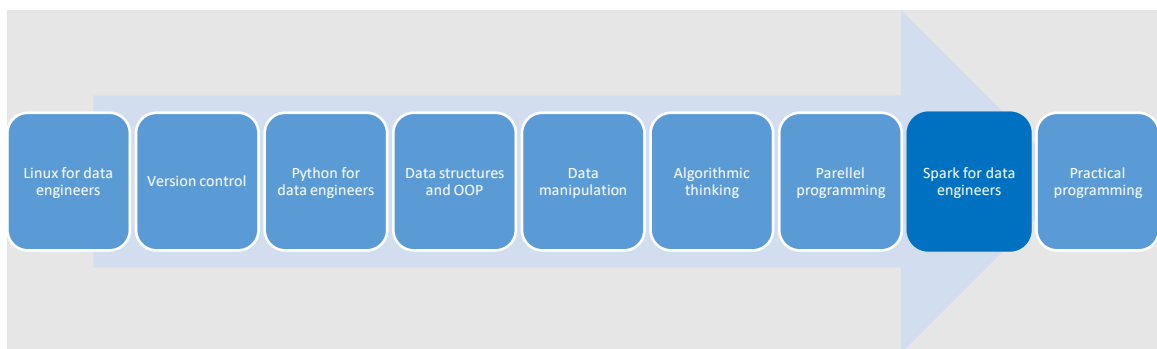 Linux for data
engineers
Version control
Python for
data engineers
Data structures
and OOP
Data
manipulation
Algorithmic
thinking
Parellel
programming
Spark for data
engineers
Practical
programming